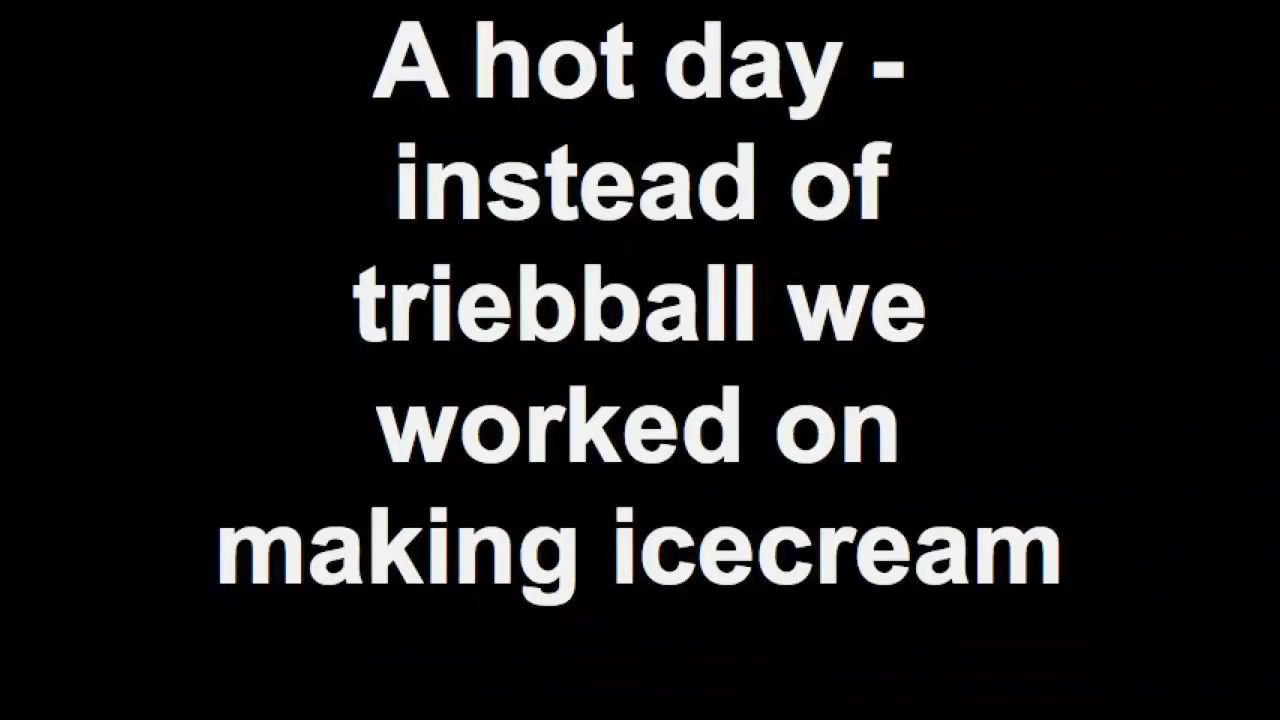 A hot day -
instead of
triebball we
worked on
making icecream